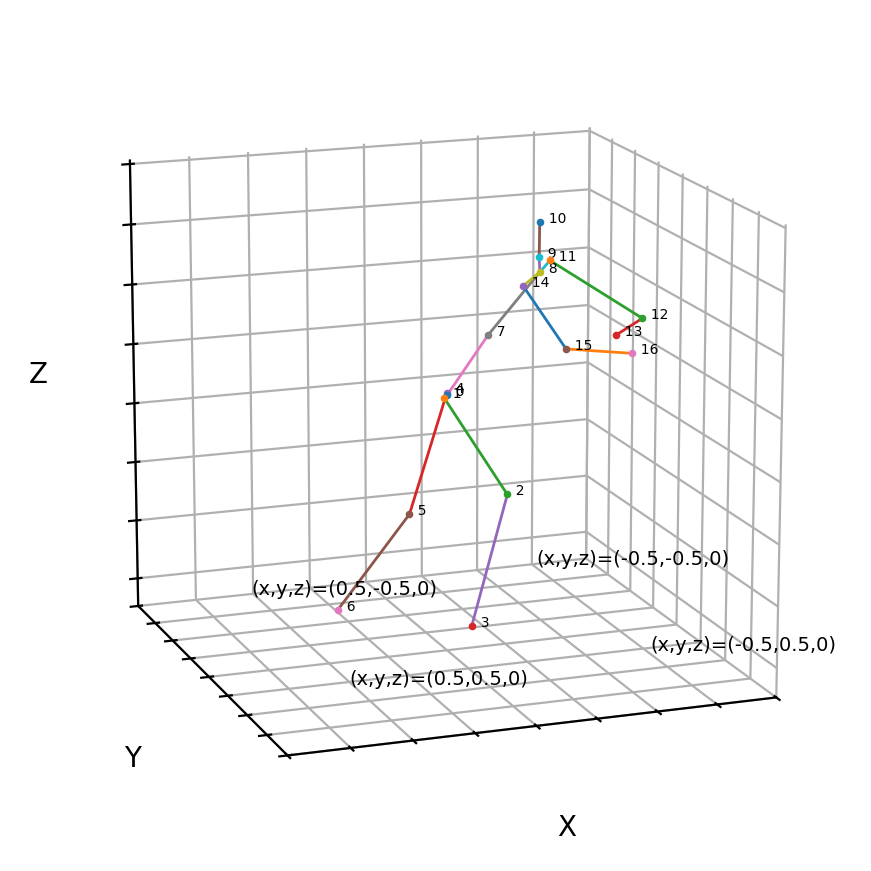 10
9
11
8
14
12
7
13
15
16
Z
4
0
1
2
5
(x,y,z)=(-0.5,-0.5,0)
(x,y,z)=(0.5,-0.5,0)
6
3
(x,y,z)=(-0.5,0.5,0)
(x,y,z)=(0.5,0.5,0)
Y
X